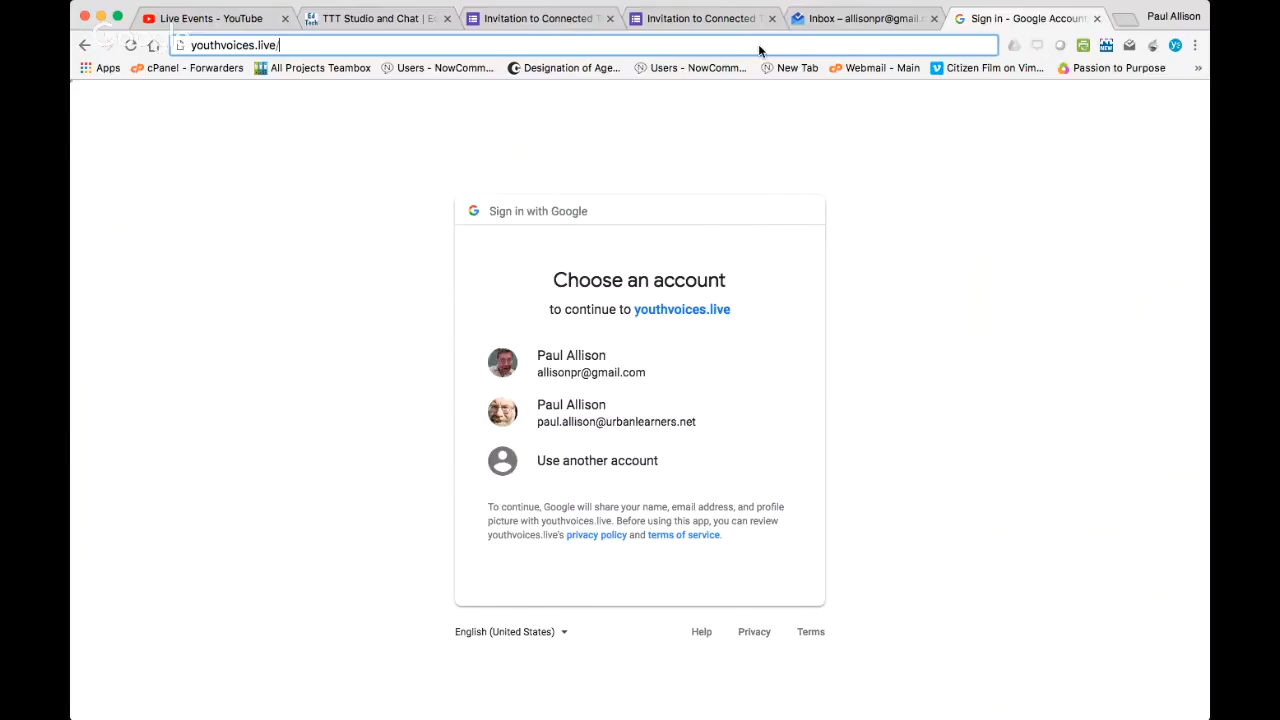 Live Events - YouTube
TTT Studio and Chat | E
Invitation to Connected T
Invitation to Connected T
Inbox – allisonpr@gmail.c
Sign in - Google Account
Paul Allison
youthvoices.live/
Apps
cPanel - Forwarders
All Projects Teambox
Users - NowComm...
Designation of Age...
Users - NowComm...
New Tab
Webmail - Main
Citizen Film on Vim...
Passion to Purpose
»
Sign in with Google
Choose an account
to continue to youthvoices.live
Paul Allison
allisonpr@gmail.com
Paul Allison
paul.allison@urbanlearners.net
Use another account
To continue, Google will share your name, email address, and profile
picture with youthvoices.live. Before using this app, you can review
youthvoices.live's privacy policy and terms of service.
English (United States)
Help
Privacy
Terms